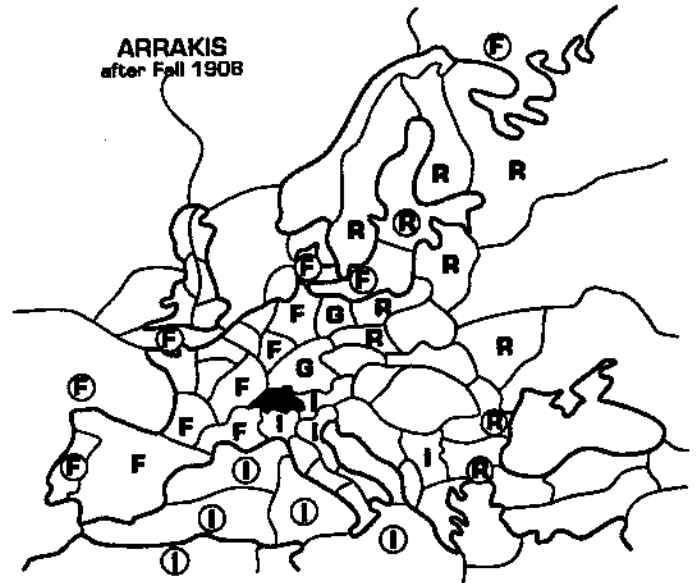 ARRAKIS
after Fall 1908
F
R R
R R
R
F F
F G R
F F R R
G
F F I
F F I I R
F F I I R
I I
I
I